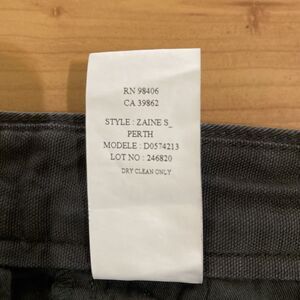 RN 98406
CA 39862
STYLE : ZAINE S_
PERTH
MODELE : D0574213
LOT NO : 246820
DRY CLEAN ONLY